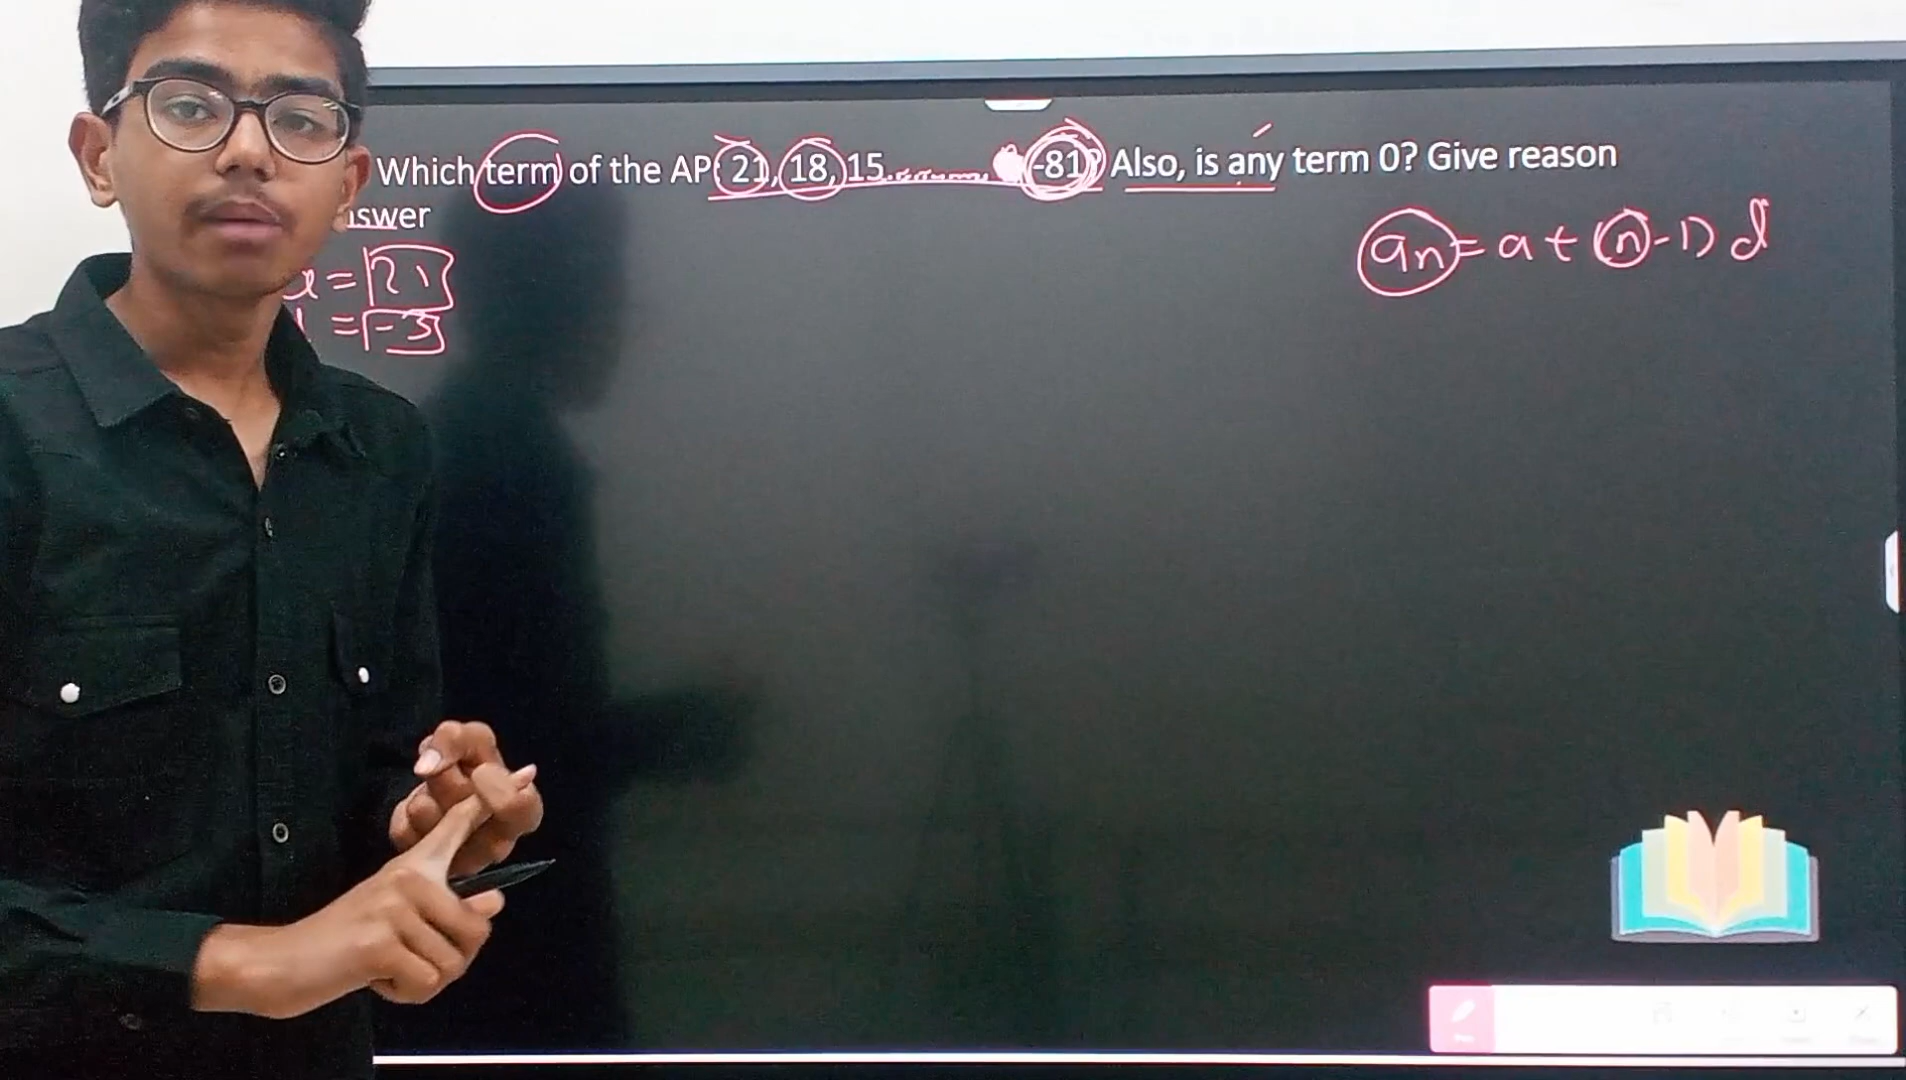 Which term of the AP: 21, 18, 15.............. -81? Also, is any term 0? Give reason
answer
a = 21
d = -3
an = a + (n-1) d